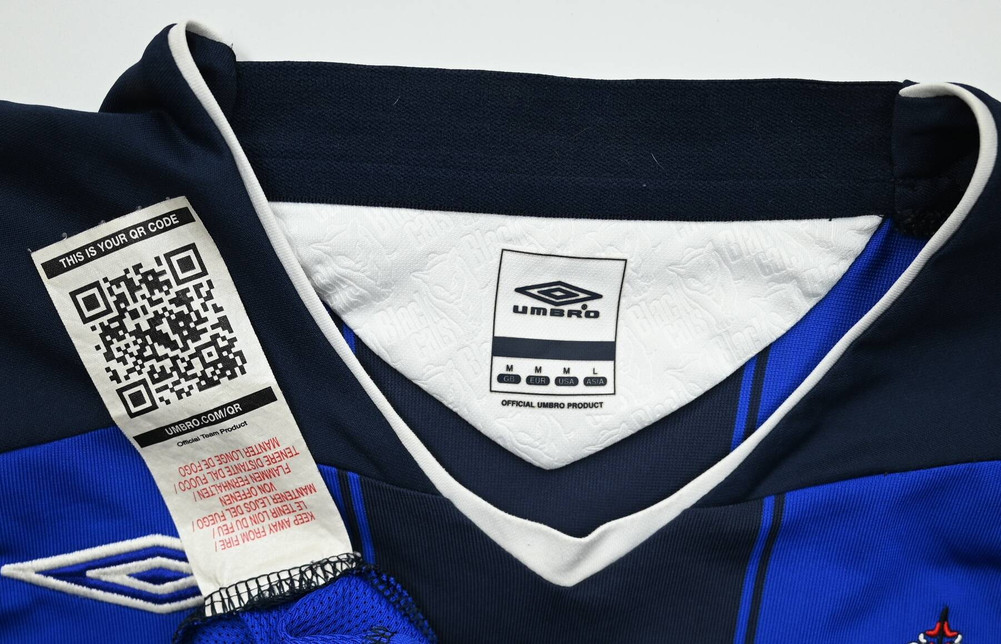 THIS IS YOUR QR CODE
UMBRO.COM/QR
Official Team Product
KEEP AWAY FROM FIRE/
LE TENIR LOIN DU FEU /
MANTENER LEJOS DEL FUEGO /
VON OFFENEN
FLAMMEN FERNHALTEN /
TENERE DISTANTE DAL FUOCO /
MANTER LONGE DE FOGO
UMBRO
M M M L
GB EUR USA ASIA
OFFICIAL UMBRO PRODUCT